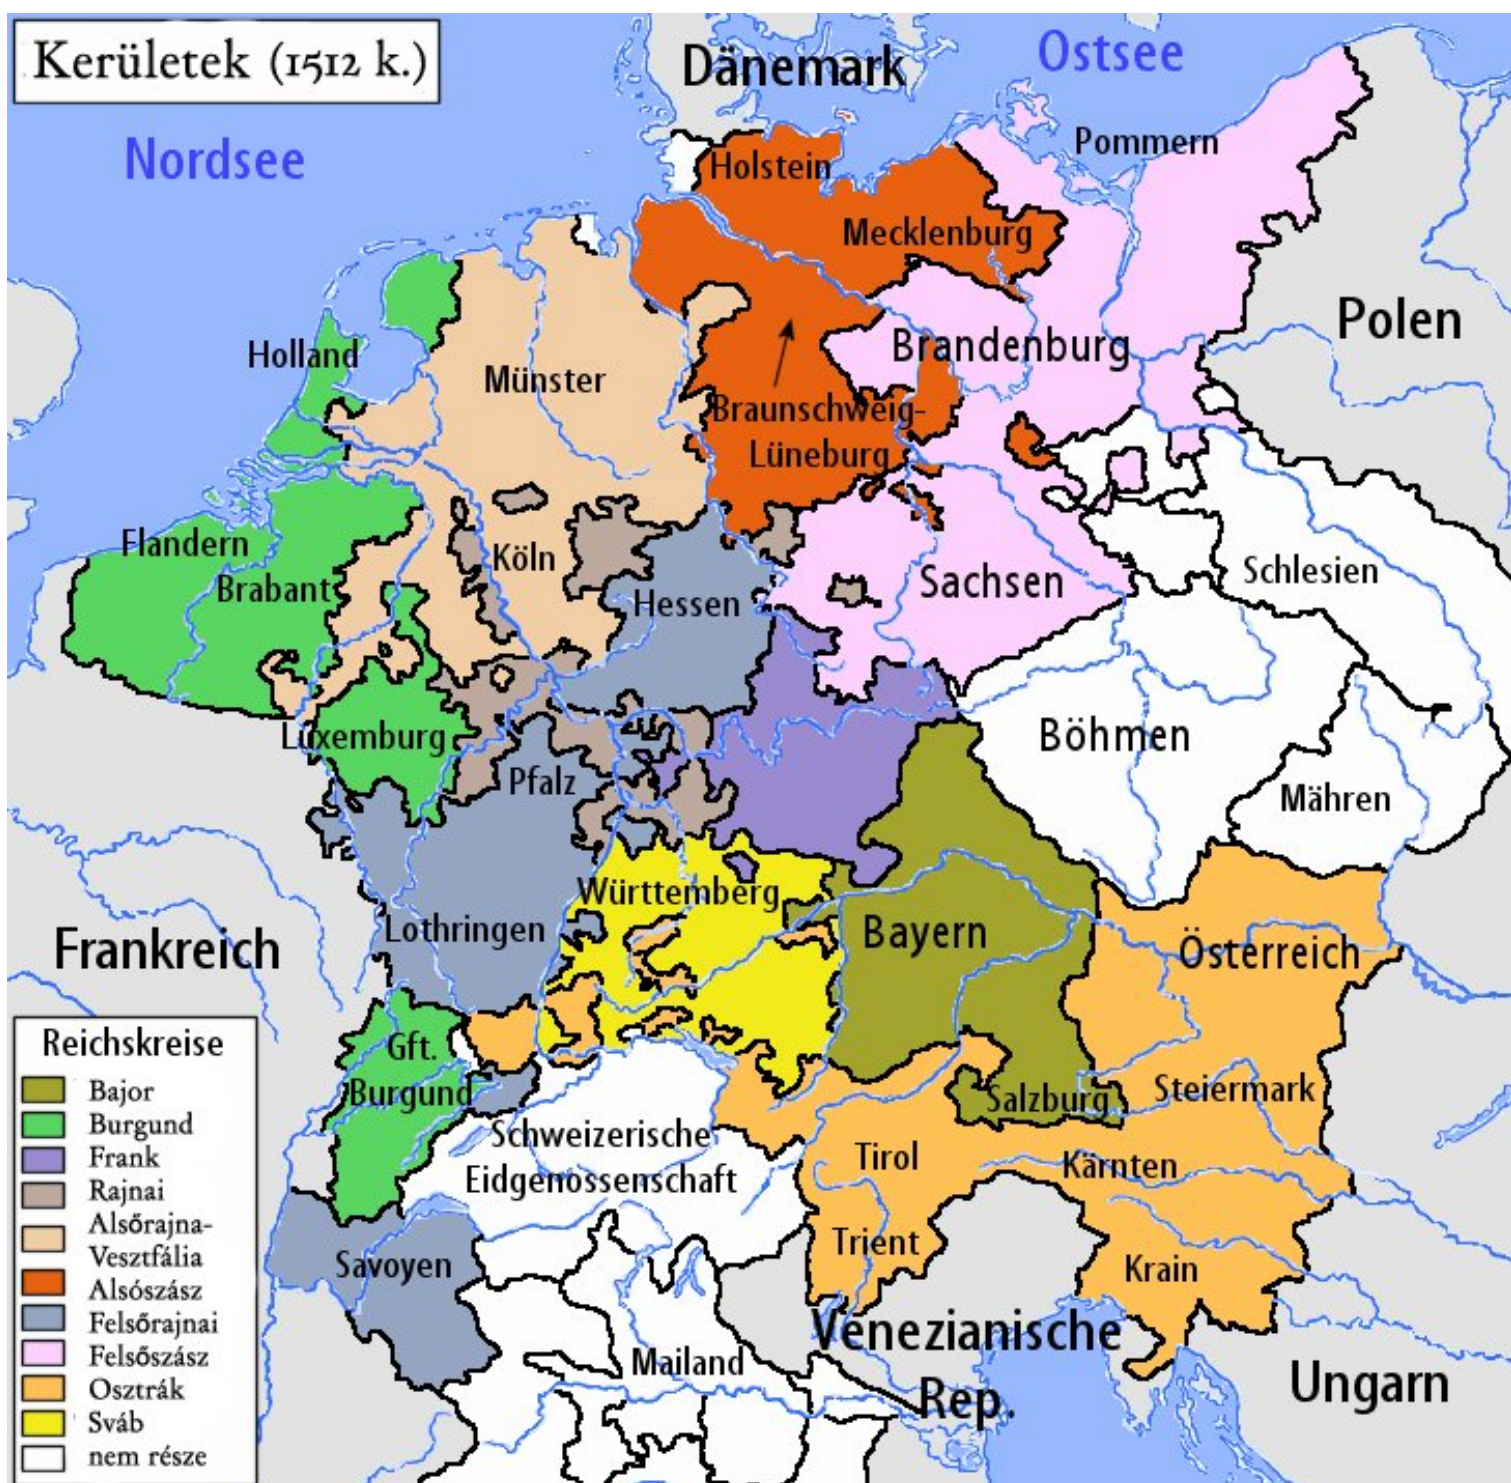 Kerületek (1512 k.)
Dänemark
Ostsee
Nordsee
Pommern
Holstein
Mecklenburg
Polen
Holland
Brandenburg
Münster
Braunschweig-
Lüneburg
Flandern
Brabant
Köln
Hessen
Sachsen
Schlesien
Luxemburg
Pfalz
Böhmen
Mähren
Württemberg
Frankreich
Lothringen
Bayern
Österreich
Gft.
Burgund
Schweizerische
Eidgenossenschaft
Salzburg
Steiermark
Tirol
Kärnten
Savoyen
Trient
Krain
Mailand
Venezianische
Rep.
Ungarn
Reichskreise
Bajor
Burgund
Frank
Rajnai
Alsőrajna-
Vesztfália
Alsószász
Felsőrajnai
Felsőszász
Osztrák
Sváb
nem része